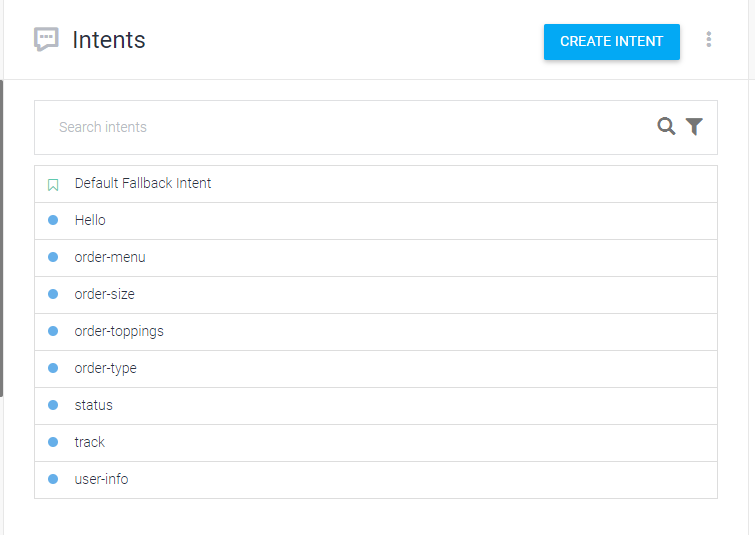 Intents
CREATE INTENT
Search intents
Default Fallback Intent
Hello
order-menu
order-size
order-toppings
order-type
status
track
user-info